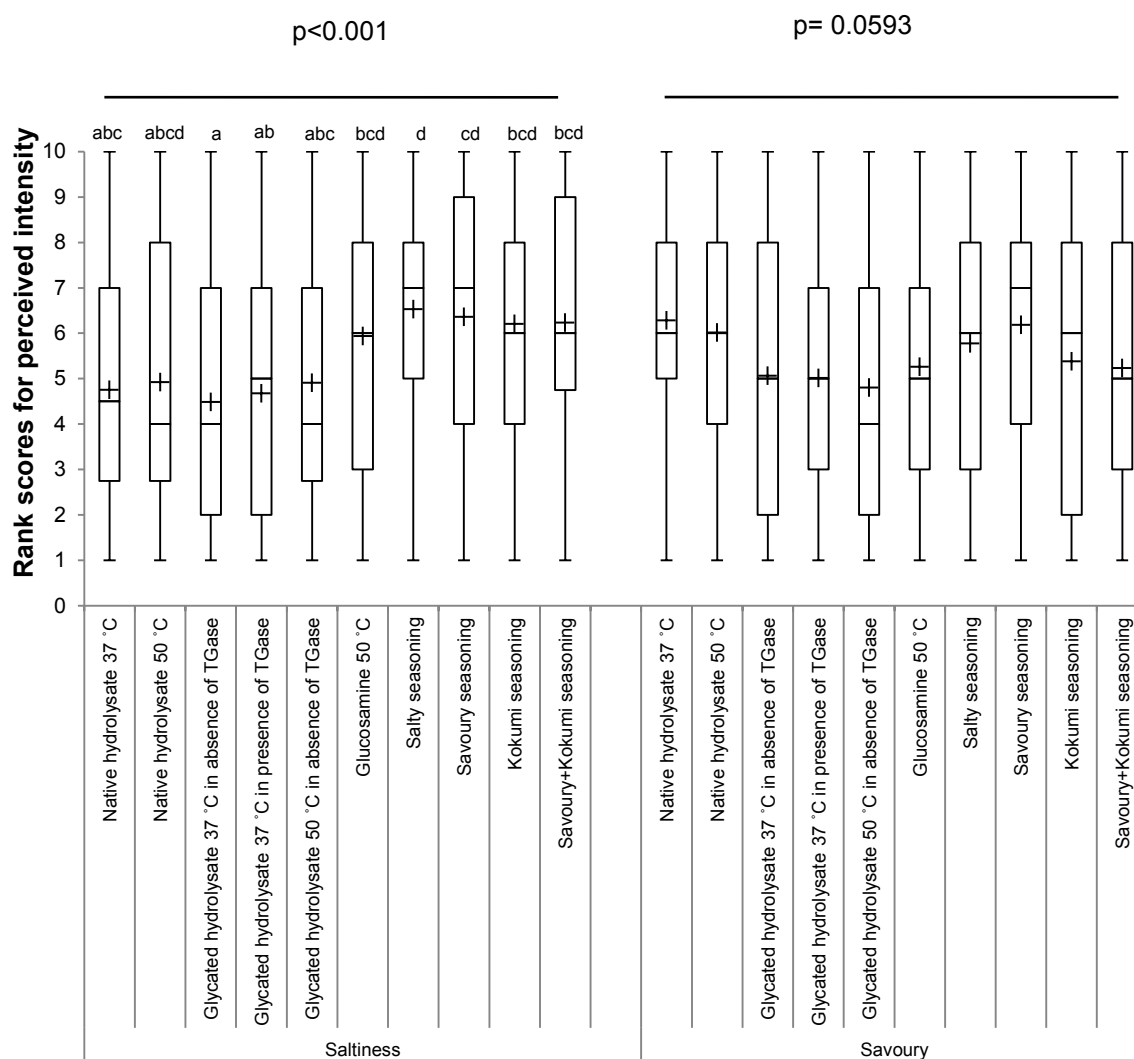 p<0.001
p= 0.0593
abc abcd a ab abc bcd d cd bcd bcd
Rank scores for perceived intensity
10
9
8
7
6
5
4
3
2
1
0
Native hydrolysate 37 ˚C
Native hydrolysate 50 ˚C
Glycated hydrolysate 37 ˚C in absence of TGase
Glycated hydrolysate 37 ˚C in presence of TGase
Glycated hydrolysate 50 ˚C in absence of TGase
Glucosamine 50 ˚C
Salty seasoning
Savoury seasoning
Kokumi seasoning
Savoury+Kokumi seasoning
Native hydrolysate 37 ˚C
Native hydrolysate 50 ˚C
Glycated hydrolysate 37 ˚C in absence of TGase
Glycated hydrolysate 37 ˚C in presence of TGase
Glycated hydrolysate 50 ˚C in absence of TGase
Glucosamine 50 ˚C
Salty seasoning
Savoury seasoning
Kokumi seasoning
Savoury+Kokumi seasoning
Saltiness
Savoury